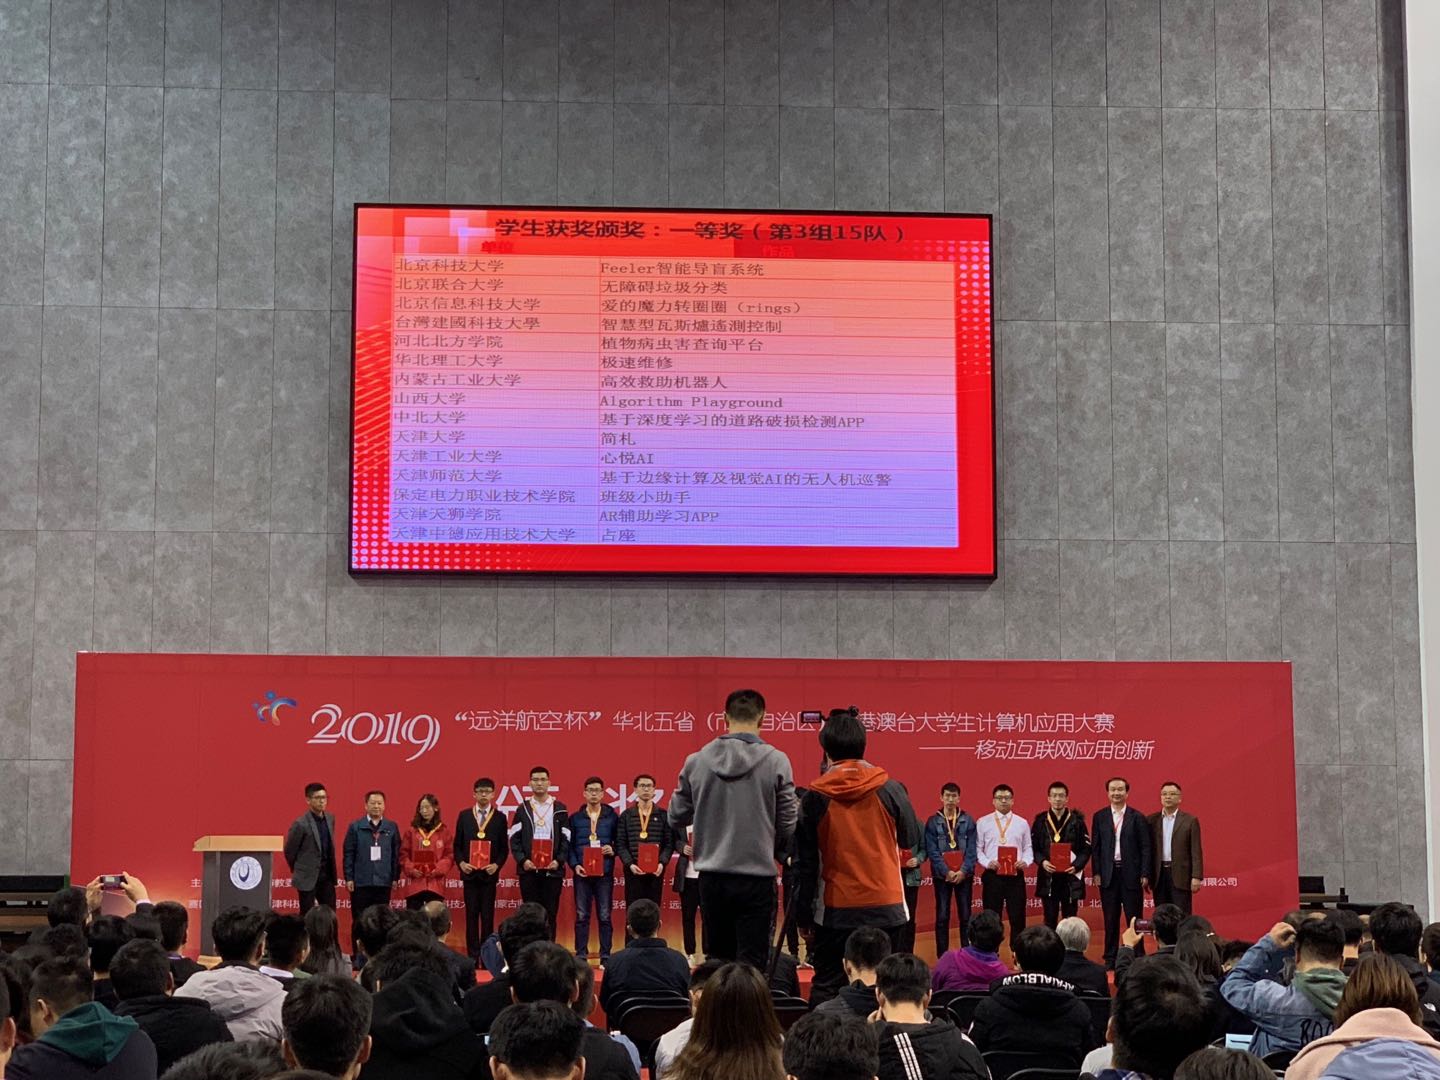 学生获奖颁奖：一等奖（第3组15队）
单位 作品
北京科技大学 Feeler智能导盲系统
北京联合大学 无障碍垃圾分类
北京信息科技大学 爱的魔力转圈圈（rings）
台灣建國科技大學 智慧型瓦斯爐遙測控制
河北北方学院 植物病虫害查询平台
华北理工大学 极速维修
内蒙古工业大学 高效救助机器人
山西大学 Algorithm Playground
中北大学 基于深度学习的道路破损检测APP
天津大学 简札
天津工业大学 心悦AI
天津师范大学 基于边缘计算及视觉AI的无人机巡警
保定电力职业技术学院 班级小助手
天津天狮学院 AR辅助学习APP
天津中德应用技术大学 占座
2019 “远洋航空杯”华北五省（市 自治区 港澳台大学生计算机应用大赛
——移动互联网应用创新
颁 奖